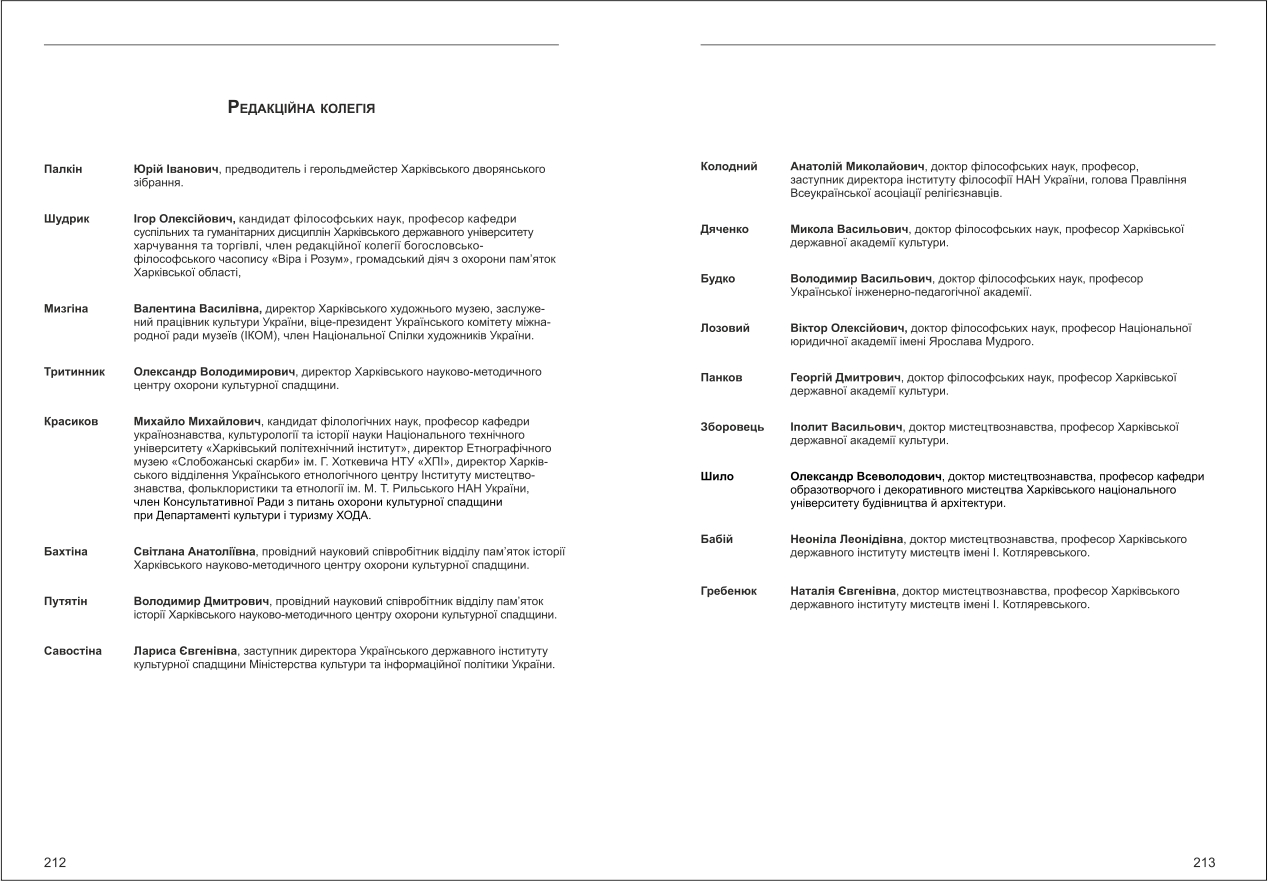 Редакційна колегія
Палкін Юрій Іванович, предводитель і герольдмейстер Харківського дворянського
зібрання.
Шудрик Ігор Олексійович, кандидат філософських наук, професор кафедри
суспільних та гуманітарних дисциплін Харківського державного університету
харчування та торгівлі, член редакційної колегії богословсько-
філософського часопису «Віра і Розум», громадський діяч з охорони пам’яток
Харківської області,
Мизгіна Валентина Василівна, директор Харківського художнього музею, заслуже-
ний працівник культури України, віце-президент Українського комітету міжна-
родної ради музеїв (ІКОМ), член Національної Спілки художників України.
Тритинник Олександр Володимирович, директор Харківського науково-методичного
центру охорони культурної спадщини.
Красиков Михайло Михайлович, кандидат філологічних наук, професор кафедри
українознавства, культурології та історії науки Національного технічного
університету «Харківський політехнічний інститут», директор Етнографічного
музею «Слобожанські скарби» ім. Г. Хоткевича НТУ «ХПІ», директор Харків-
ського відділення Українського етнологічного центру Інституту мистецтво-
знавства, фольклористики та етнології ім. М. Т. Рильського НАН України,
член Консультативної Ради з питань охорони культурної спадщини
при Департаменті культури і туризму ХОДА.
Бахтіна Світлана Анатоліївна, провідний науковий співробітник відділу пам’яток історії
Харківського науково-методичного центру охорони культурної спадщини.
Путятін Володимир Дмитрович, провідний науковий співробітник відділу пам’яток
історії Харківського науково-методичного центру охорони культурної спадщини.
Савостіна Лариса Євгенівна, заступник директора Українського державного інституту
культурної спадщини Міністерства культури та інформаційної політики України.
212
Колодний Анатолій Миколайович, доктор філософських наук, професор,
заступник директора інституту філософії НАН України, голова Правління
Всеукраїнської асоціації релігієзнавців.
Дяченко Микола Васильович, доктор філософських наук, професор Харківської
державної академії культури.
Будко Володимир Васильович, доктор філософських наук, професор
Української інженерно-педагогічної академії.
Лозовий Віктор Олексійович, доктор філософських наук, професор Національної
юридичної академії імені Ярослава Мудрого.
Панков Георгій Дмитрович, доктор філософських наук, професор Харківської
державної академії культури.
Зборовець Іполит Васильович, доктор мистецтвознавства, професор Харківської
державної академії культури.
Шило Олександр Всеволодович, доктор мистецтвознавства, професор кафедри
образотворчого і декоративного мистецтва Харківського національного
університету будівництва й архітектури.
Бабій Неоніла Леонідівна, доктор мистецтвознавства, професор Харківського
державного інституту мистецтв імені І. Котляревського.
Гребенюк Наталія Євгенівна, доктор мистецтвознавства, професор Харківського
державного інституту мистецтв імені І. Котляревського.
213